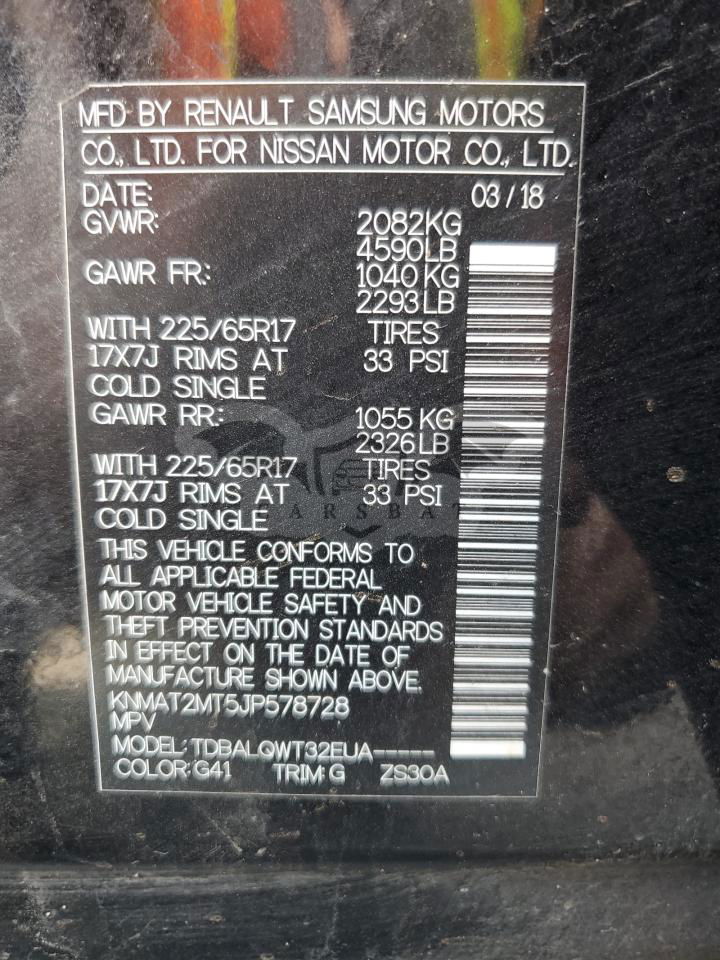 MFD BY RENAULT SAMSUNG MOTORS
CO., LTD. FOR NISSAN MOTOR CO., LTD.
DATE: 03/18
GVWR: 2082KG
4590LB
GAWR FR.: 1040 KG
2293 LB
WITH 225/65R17 TIRES
17X7J RIMS AT 33 PSI
COLD SINGLE
GAWR RR: 1055 KG
2326 LB
WITH 225/65R17 TIRES
17X7J RIMS AT 33 PSI
COLD SINGLE
CARSBAT
THIS VEHICLE CONFORMS TO
ALL APPLICABLE FEDERAL
MOTOR VEHICLE SAFETY AND
THEFT PREVENTION STANDARDS
IN EFFECT ON THE DATE OF
MANUFACTURE SHOWN ABOVE.
KNMAT2MT5JP578728
MPV
MODEL: TDBALQWT32EUA-----
COLOR: G41 TRIM: G ZS30A